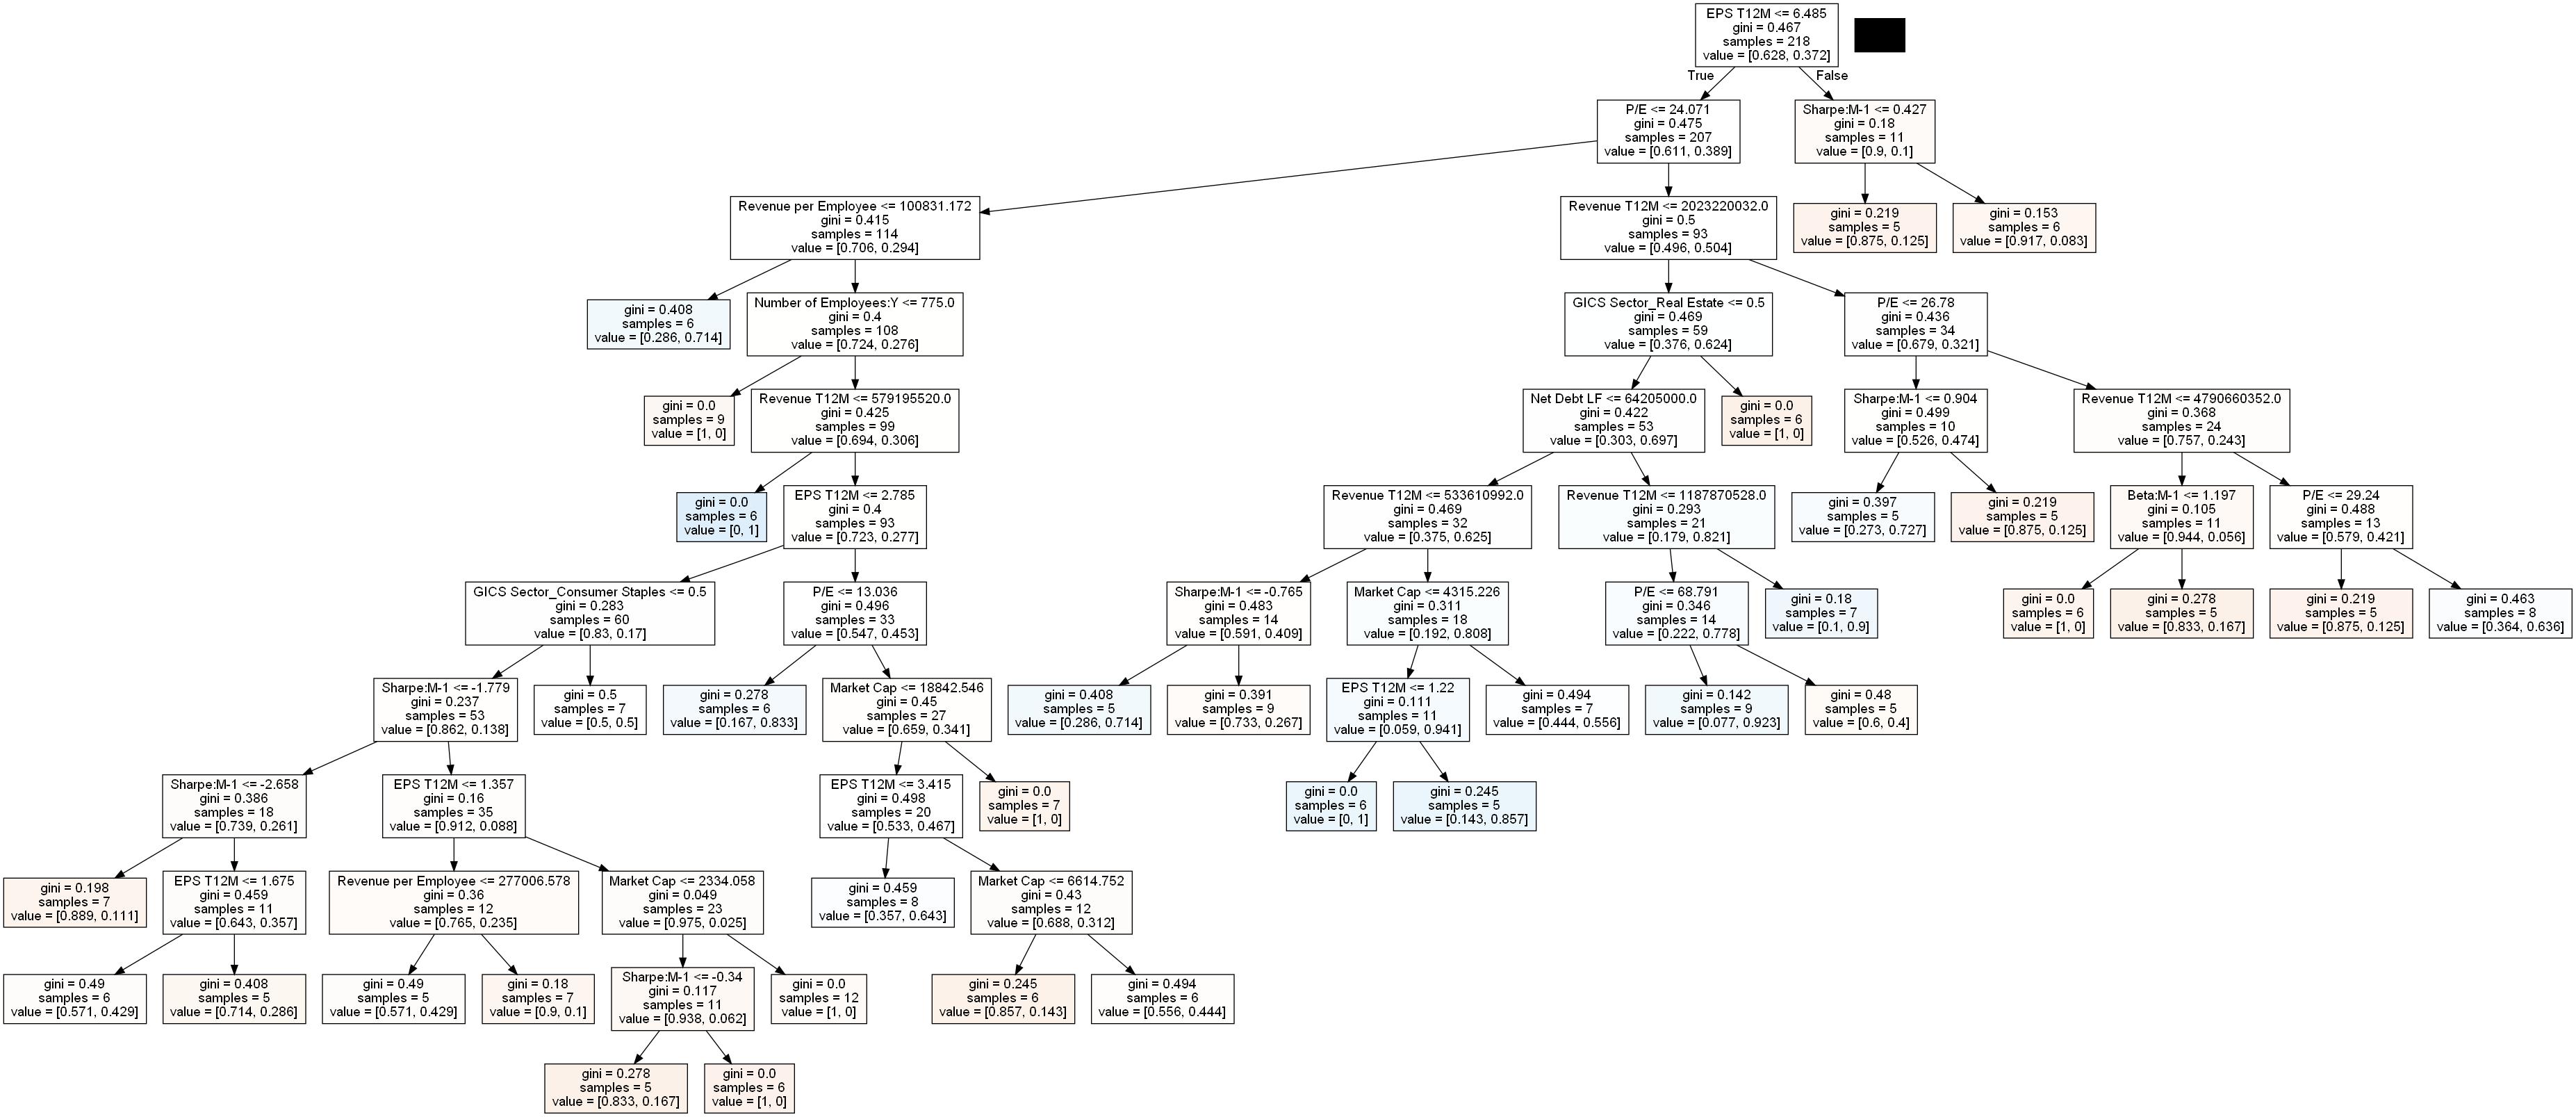 EPS T12M <= 6.485
gini = 0.467
samples = 218
value = [0.628, 0.372]
True
False
P/E <= 24.071
gini = 0.475
samples = 207
value = [0.611, 0.389]
Sharpe:M-1 <= 0.427
gini = 0.18
samples = 11
value = [0.9, 0.1]
Revenue per Employee <= 100831.172
gini = 0.415
samples = 114
value = [0.706, 0.294]
Revenue T12M <= 2023220032.0
gini = 0.5
samples = 93
value = [0.496, 0.504]
gini = 0.219
samples = 5
value = [0.875, 0.125]
gini = 0.153
samples = 6
value = [0.917, 0.083]
gini = 0.408
samples = 6
value = [0.286, 0.714]
Number of Employees:Y <= 775.0
gini = 0.4
samples = 108
value = [0.724, 0.276]
GICS Sector_Real Estate <= 0.5
gini = 0.469
samples = 59
value = [0.376, 0.624]
P/E <= 26.78
gini = 0.436
samples = 34
value = [0.679, 0.321]
gini = 0.0
samples = 9
value = [1, 0]
Revenue T12M <= 579195520.0
gini = 0.425
samples = 99
value = [0.694, 0.306]
Net Debt LF <= 64205000.0
gini = 0.422
samples = 53
value = [0.303, 0.697]
gini = 0.0
samples = 6
value = [1, 0]
Sharpe:M-1 <= 0.904
gini = 0.499
samples = 10
value = [0.526, 0.474]
Revenue T12M <= 4790660352.0
gini = 0.368
samples = 24
value = [0.757, 0.243]
gini = 0.0
samples = 6
value = [0, 1]
EPS T12M <= 2.785
gini = 0.4
samples = 93
value = [0.723, 0.277]
Revenue T12M <= 533610992.0
gini = 0.469
samples = 32
value = [0.375, 0.625]
Revenue T12M <= 1187870528.0
gini = 0.293
samples = 21
value = [0.179, 0.821]
gini = 0.397
samples = 5
value = [0.273, 0.727]
gini = 0.219
samples = 5
value = [0.875, 0.125]
Beta:M-1 <= 1.197
gini = 0.105
samples = 11
value = [0.944, 0.056]
P/E <= 29.24
gini = 0.488
samples = 13
value = [0.579, 0.421]
GICS Sector_Consumer Staples <= 0.5
gini = 0.283
samples = 60
value = [0.83, 0.17]
P/E <= 13.036
gini = 0.496
samples = 33
value = [0.547, 0.453]
Sharpe:M-1 <= -0.765
gini = 0.483
samples = 14
value = [0.591, 0.409]
Market Cap <= 4315.226
gini = 0.311
samples = 18
value = [0.192, 0.808]
P/E <= 68.791
gini = 0.346
samples = 14
value = [0.222, 0.778]
gini = 0.18
samples = 7
value = [0.1, 0.9]
gini = 0.0
samples = 6
value = [1, 0]
gini = 0.278
samples = 5
value = [0.833, 0.167]
gini = 0.219
samples = 5
value = [0.875, 0.125]
gini = 0.463
samples = 8
value = [0.364, 0.636]
Sharpe:M-1 <= -1.779
gini = 0.237
samples = 53
value = [0.862, 0.138]
gini = 0.5
samples = 7
value = [0.5, 0.5]
gini = 0.278
samples = 6
value = [0.167, 0.833]
Market Cap <= 18842.546
gini = 0.45
samples = 27
value = [0.659, 0.341]
gini = 0.408
samples = 5
value = [0.286, 0.714]
gini = 0.391
samples = 9
value = [0.733, 0.267]
EPS T12M <= 1.22
gini = 0.111
samples = 11
value = [0.059, 0.941]
gini = 0.494
samples = 7
value = [0.444, 0.556]
gini = 0.142
samples = 9
value = [0.077, 0.923]
gini = 0.48
samples = 5
value = [0.6, 0.4]
Sharpe:M-1 <= -2.658
gini = 0.386
samples = 18
value = [0.739, 0.261]
EPS T12M <= 1.357
gini = 0.16
samples = 35
value = [0.912, 0.088]
EPS T12M <= 3.415
gini = 0.498
samples = 20
value = [0.533, 0.467]
gini = 0.0
samples = 7
value = [1, 0]
gini = 0.0
samples = 6
value = [0, 1]
gini = 0.245
samples = 5
value = [0.143, 0.857]
gini = 0.198
samples = 7
value = [0.889, 0.111]
EPS T12M <= 1.675
gini = 0.459
samples = 11
value = [0.643, 0.357]
Revenue per Employee <= 277006.578
gini = 0.36
samples = 12
value = [0.765, 0.235]
Market Cap <= 2334.058
gini = 0.049
samples = 23
value = [0.975, 0.025]
gini = 0.459
samples = 8
value = [0.357, 0.643]
Market Cap <= 6614.752
gini = 0.43
samples = 12
value = [0.688, 0.312]
gini = 0.49
samples = 6
value = [0.571, 0.429]
gini = 0.408
samples = 5
value = [0.714, 0.286]
gini = 0.49
samples = 5
value = [0.571, 0.429]
gini = 0.18
samples = 7
value = [0.9, 0.1]
Sharpe:M-1 <= -0.34
gini = 0.117
samples = 11
value = [0.938, 0.062]
gini = 0.0
samples = 12
value = [1, 0]
gini = 0.245
samples = 6
value = [0.857, 0.143]
gini = 0.494
samples = 6
value = [0.556, 0.444]
gini = 0.278
samples = 5
value = [0.833, 0.167]
gini = 0.0
samples = 6
value = [1, 0]